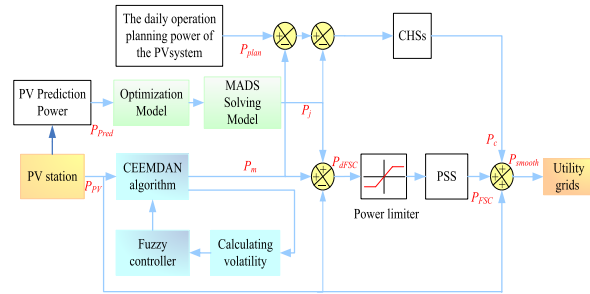 The daily operation
planning power of
the PVsystem
P_plan
CHSs
PV Prediction
Power
P_Pred
Optimization
Model
MADS
Solving
Model
P_j
P_c
PV station
P_PV
CEEMDAN
algorithm
P_m
P_dFSC
Power limiter
PSS
P_FSC
P_smooth
Utility
grids
Fuzzy
controller
Calculating
volatility